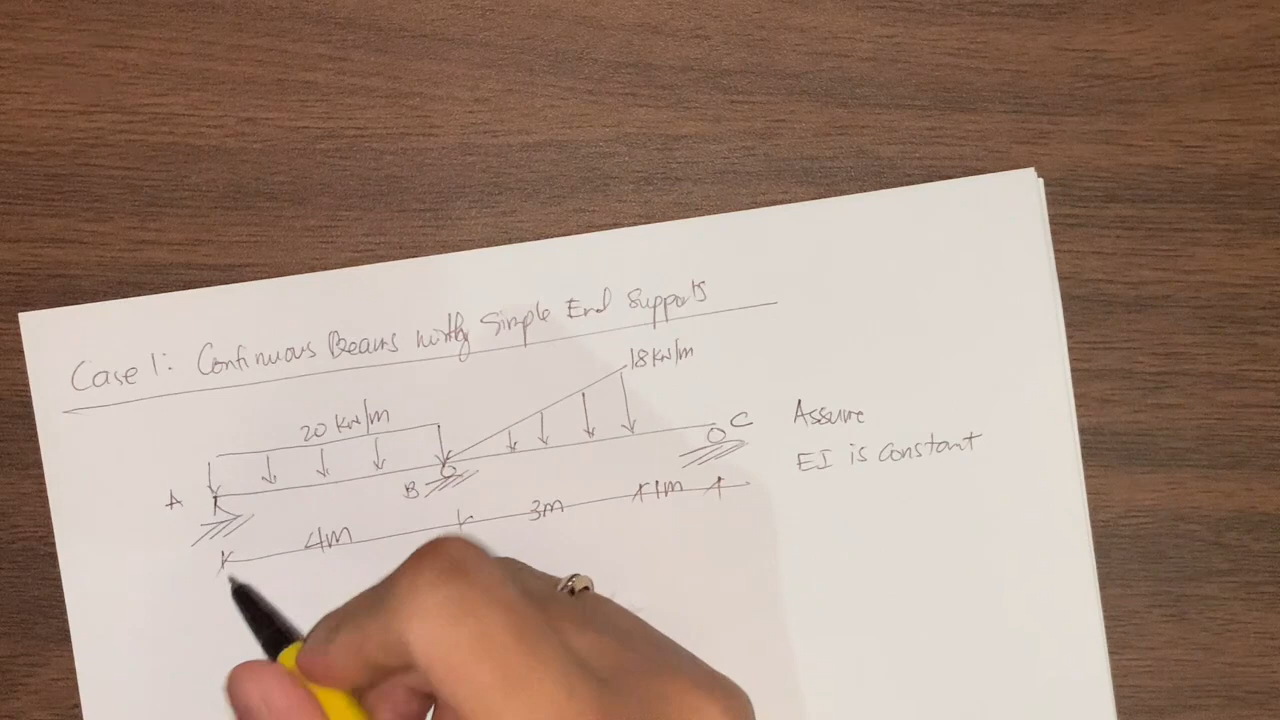 Case 1: Continuous Beams with Simple End Supports
18 kN/m
20 kN/m
A
B
C
4m
3m
1m
Assume
EI is constant